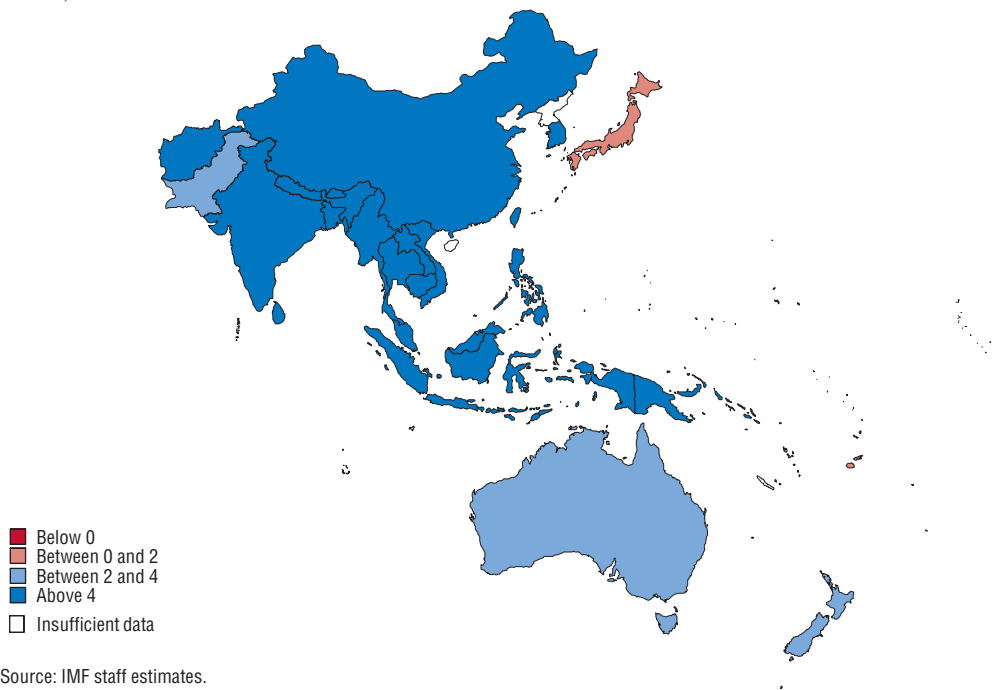 Below 0
Between 0 and 2
Between 2 and 4
Above 4
Insufficient data
Source: IMF staff estimates.